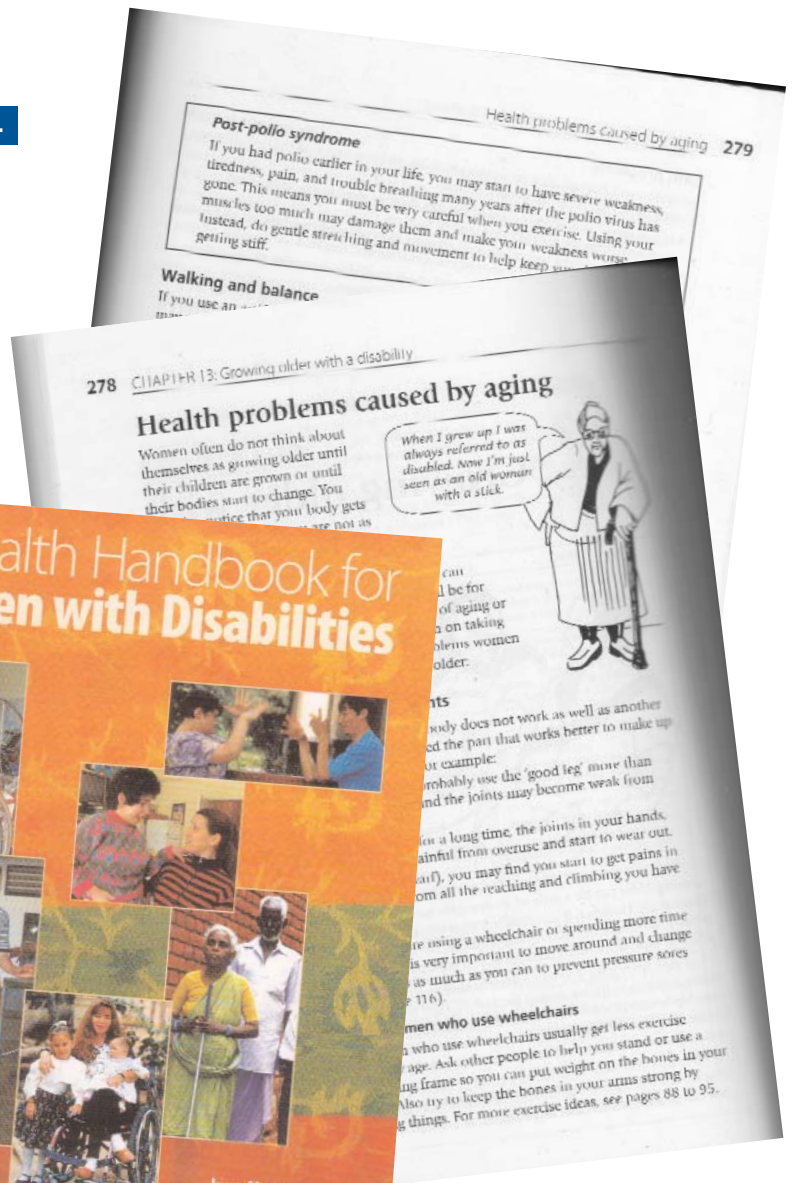 Health problems caused by aging 279
Post-polio syndrome
If you had polio earlier in your life, you may start to have severe weakness,
tiredness, pain, and trouble breathing many years after the polio virus has
gone. This means you must be very careful when you exercise. Using your
muscles too much may damage them and make your weakness worse.
Instead, do gentle stretching and movement to help keep
getting stiff.
Walking and balance
If you use an
278 CHAPTER 13: Growing older with a disability
Health problems caused by aging
Women often do not think about
themselves as growing older until
their children are grown or until
their bodies start to change. You
notice that your body gets
are not as
When I grew up I was
always referred to as
disabled. Now I'm just
seen as an old woman
with a stick.
can
be for
of aging or
on taking
women
older:
body does not work as well as another
the part that works better to make up
or example:
probably use the 'good leg' more than
and the joints may become weak from
for a long time, the joints in your hands,
painful from overuse and start to wear out.
you may find you start to get pains in
from all the reaching and climbing you have
using a wheelchair or spending more time
is very important to move around and change
as much as you can to prevent pressure sores
116).
men who use wheelchairs
who use wheelchairs usually get less exercise
age. Ask other people to help you stand or use a
frame so you can put weight on the bones in your
Also try to keep the bones in your arms strong by
things. For more exercise ideas, see pages 88 to 95.
alth Handbook for
en with Disabilities